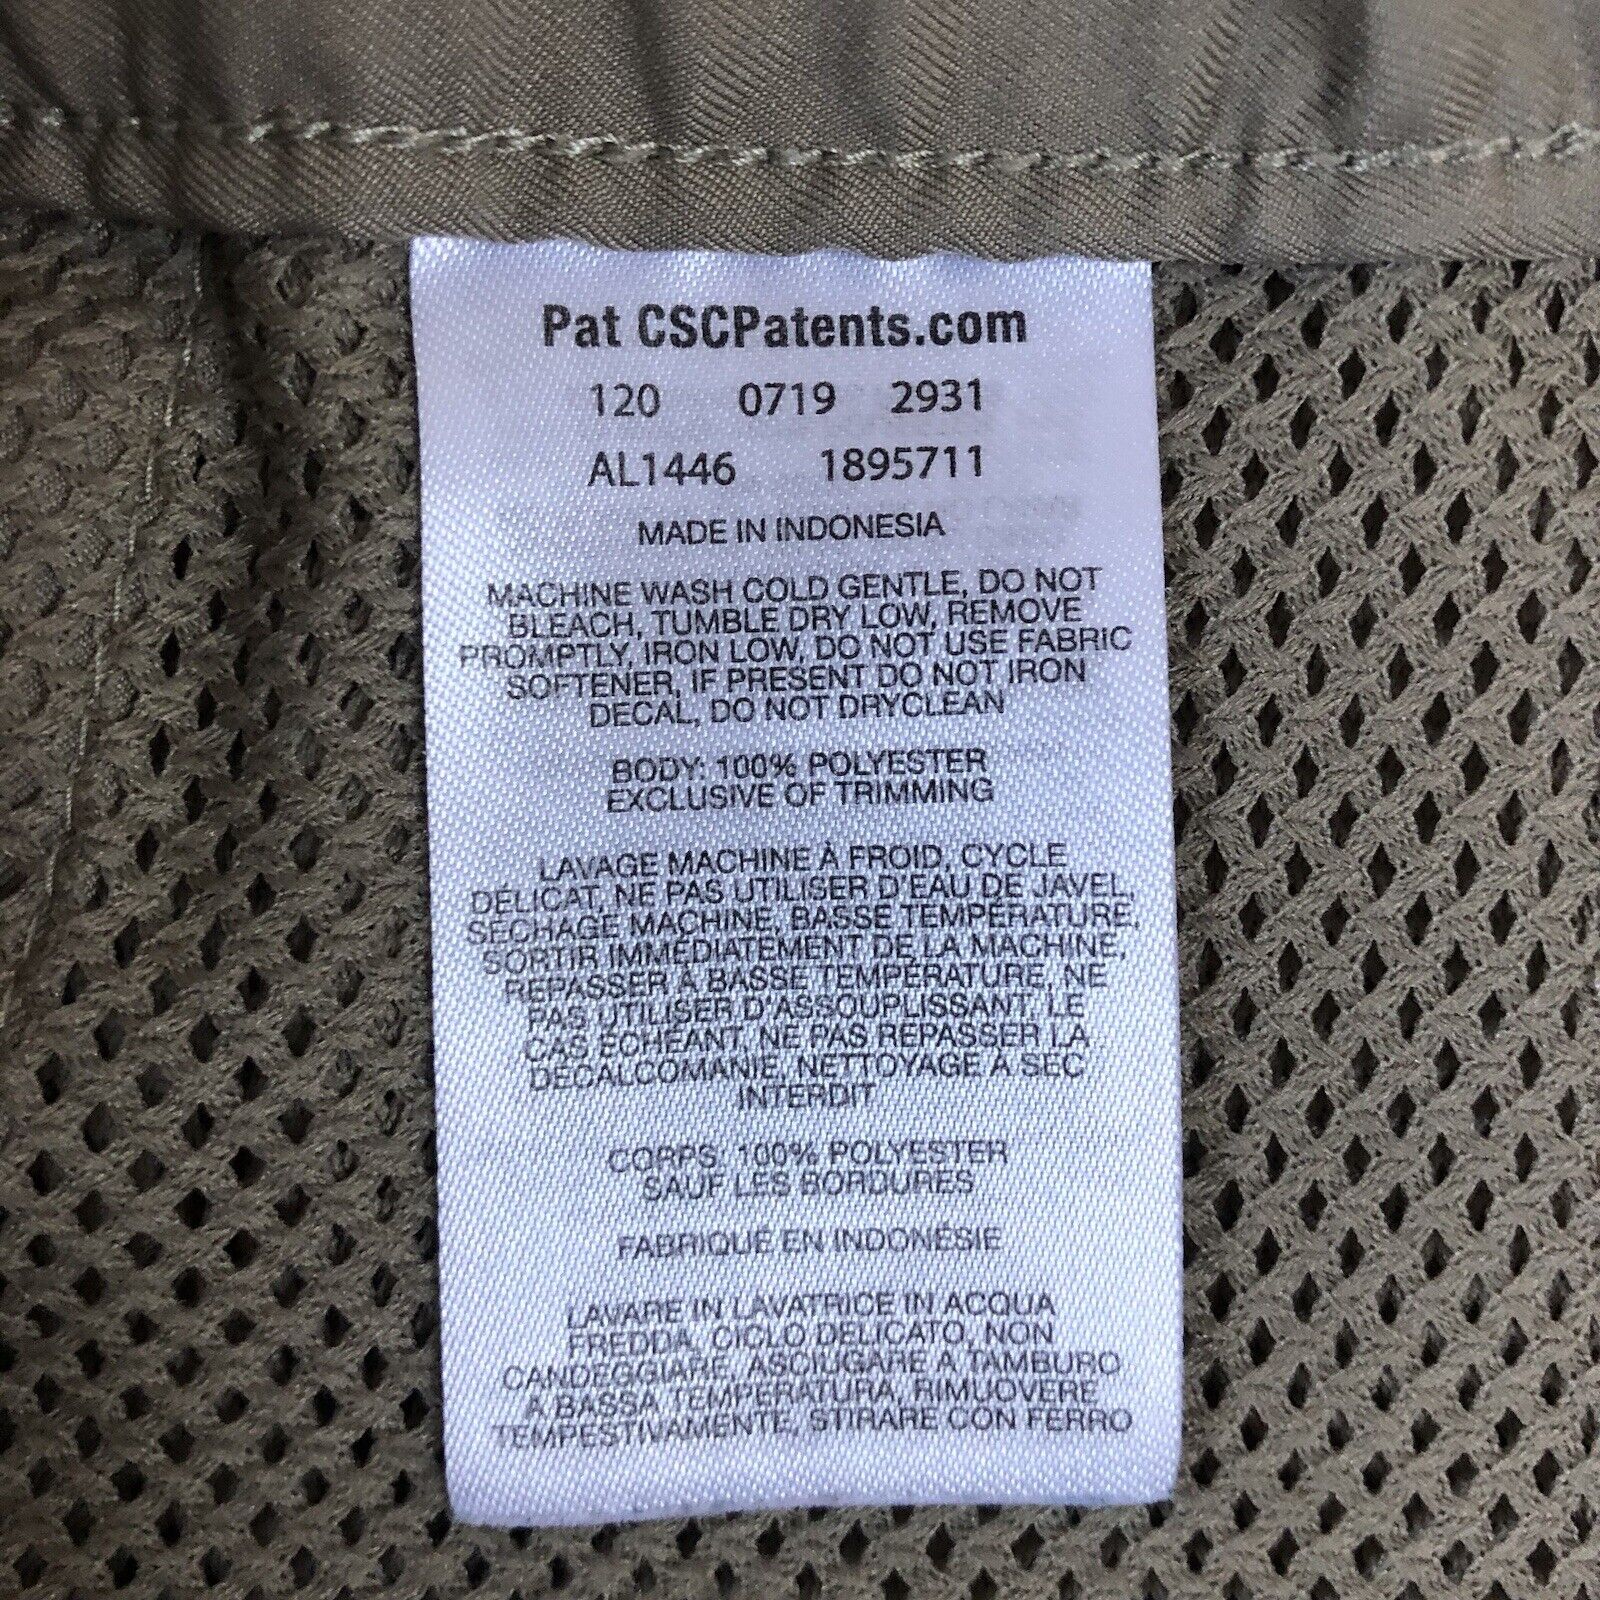 Pat CSCPatents.com
120 0719 2931
AL1446 1895711
MADE IN INDONESIA
MACHINE WASH COLD GENTLE, DO NOT
BLEACH, TUMBLE DRY LOW, REMOVE
PROMPTLY, IRON LOW, DO NOT USE FABRIC
SOFTENER, IF PRESENT DO NOT IRON
DECAL, DO NOT DRYCLEAN
BODY: 100% POLYESTER
EXCLUSIVE OF TRIMMING
LAVAGE MACHINE À FROID, CYCLE
DÉLICAT, NE PAS UTILISER D'EAU DE JAVEL,
SÉCHAGE MACHINE, BASSE TEMPÉRATURE,
SORTIR IMMÉDIATEMENT DE LA MACHINE,
REPASSER À BASSE TEMPÉRATURE, NE
PAS UTILISER D'ASSOUPLISSANT, LE
CAS ÉCHÉANT, NE PAS REPASSER LA
DÉCALCOMANIE, NETTOYAGE À SEC
INTERDIT
CORPS: 100% POLYESTER
SAUF LES BORDURES
FABRIQUÉ EN INDONÉSIE
LAVARE IN LAVATRICE IN ACQUA
FREDDA, CICLO DELICATO, NON
CANDEGGIARE, ASCIUGARE A TAMBURO
A BASSA TEMPERATURA, RIMUOVERE
TEMPESTIVAMENTE, STIRARE CON FERRO